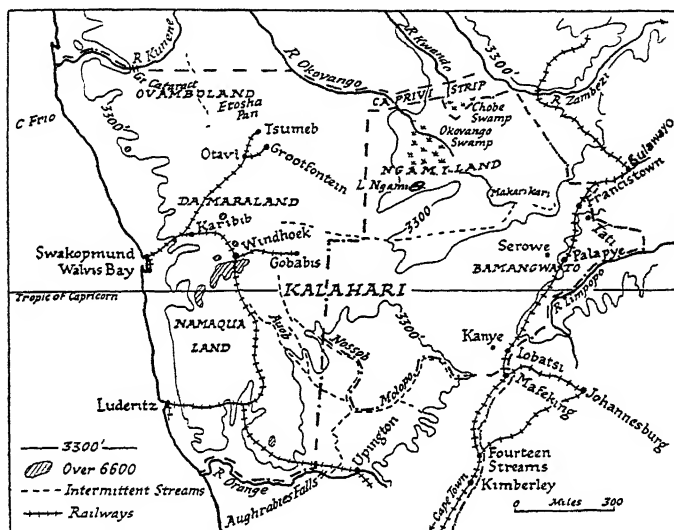 R Kunene
R Okovango
R Kwando
3300'
R Zambezi
Gt Cataract
OVAMBOLAND
Etosha
Pan
CAPRIVI STRIP
Chobe
Swamp
Okovango
Swamp
C Frio
3300'
Tsumeb
Otavi
Grootfontein
NGAMI-LAND
L Ngami
Makarikari
Bulawayo
Francistown
Tati
DAMARALAND
Karibib
Windhoek
Gobabis
3300
Serowe
Palapye
BAMANGWATO
Swakopmund
Walvis Bay
Tropic of Capricorn
KALAHARI
R Limpopo
NAMAQUA
LAND
Auob
Nossob
3300'
Kanye
Lobatsi
Molopo
Mafeking
Johannesburg
Luderitz
Upington
Fourteen
Streams
Kimberley
R Orange
Aughrabies Falls
Cape Town
3300'
Over 6600
Intermittent Streams
Railways
0 Miles 300